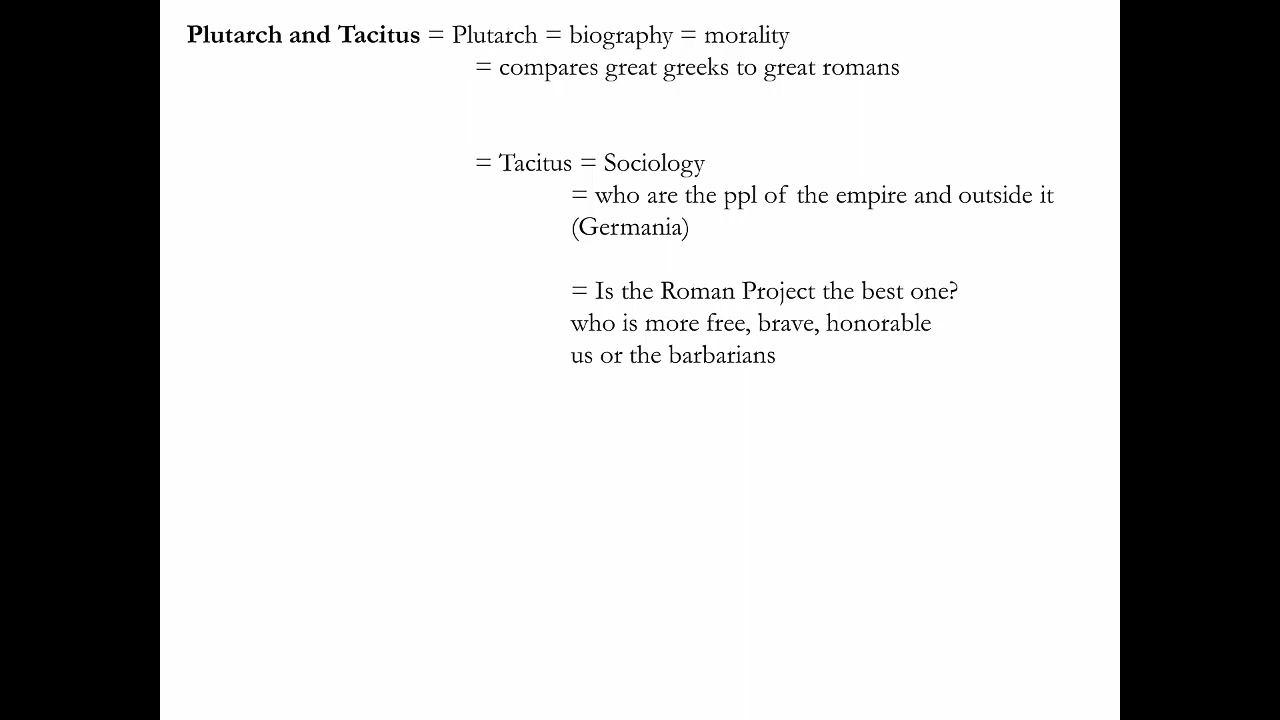 Plutarch and Tacitus = Plutarch = biography = morality
= compares great greeks to great romans
= Tacitus = Sociology
= who are the ppl of the empire and outside it
(Germania)
= Is the Roman Project the best one?
who is more free, brave, honorable
us or the barbarians